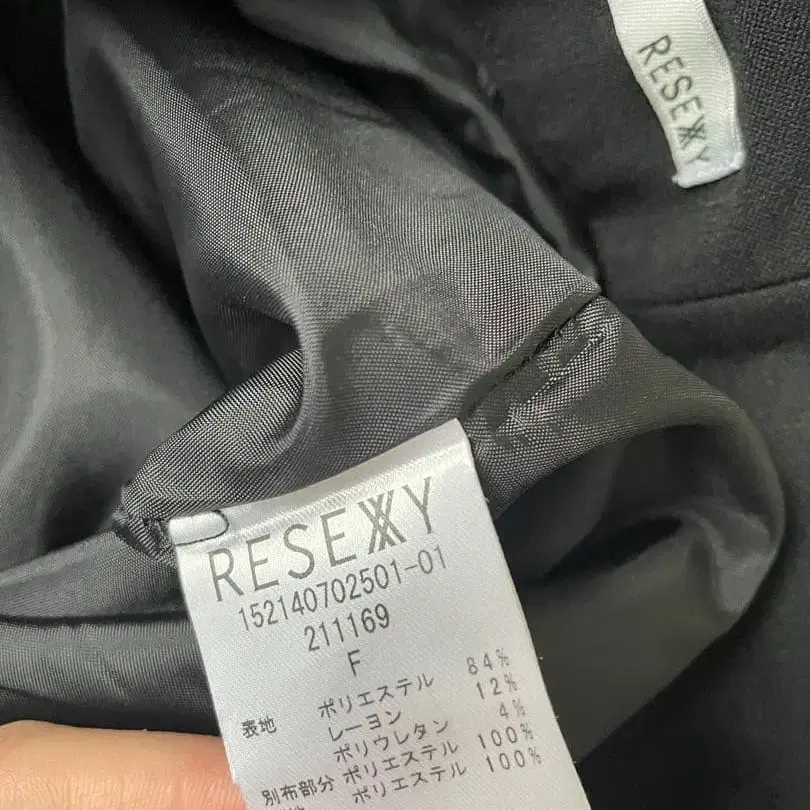 RESEXXY
RESEXXY
152140702501-01
211169
F
表地 ポリエステル 84%
レーヨン 12%
ポリウレタン 4%
別布部分 ポリエステル 100%
ポリエステル 100%